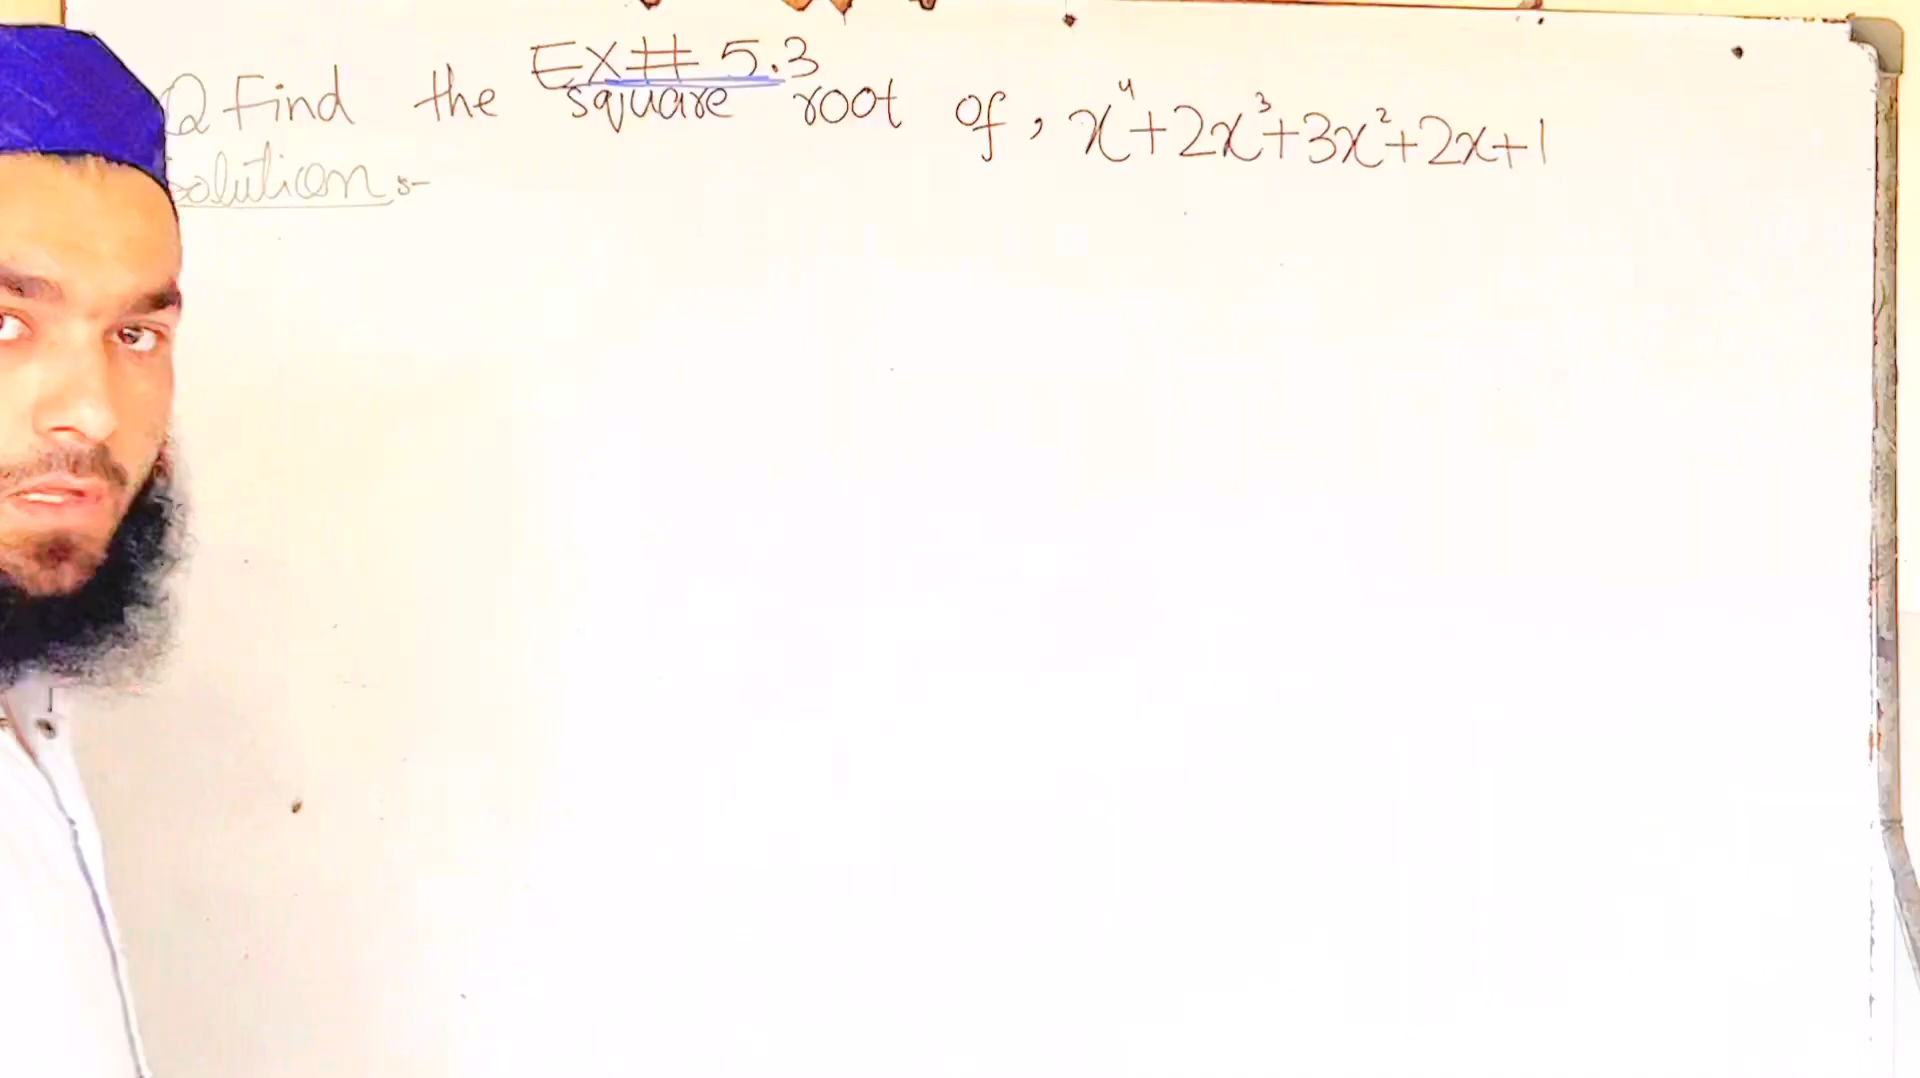 EX# 5.3
Q Find the square root of, x⁴+2x³+3x²+2x+1
Solution:-